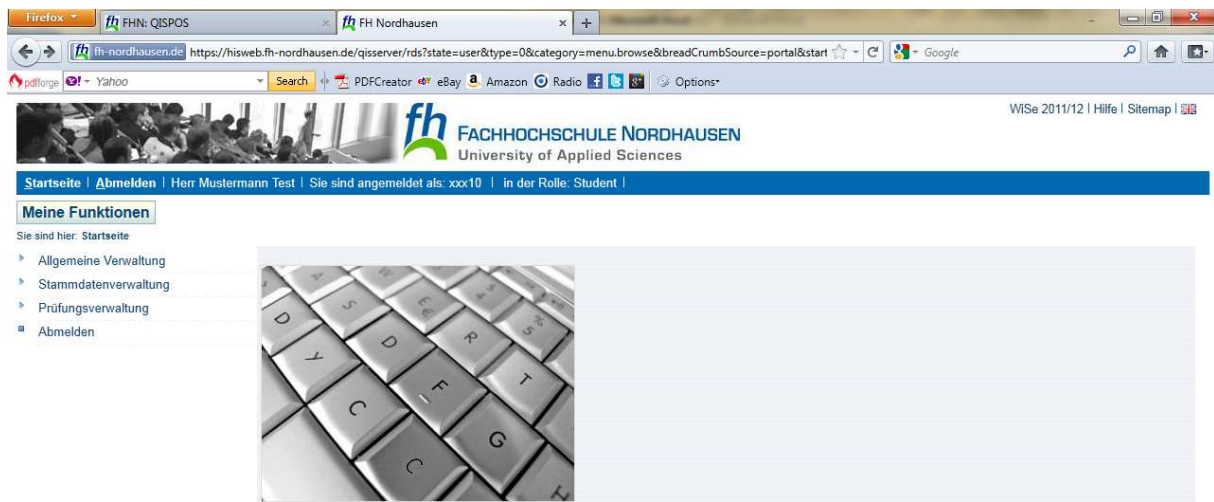 Firefox
FHN: QISPOS
FH Nordhausen
fh-nordhausen.de https://hisweb.fh-nordhausen.de/qisserver/rds?state=user&type=0&category=menu.browse&breadCrumbSource=portal&start
Google
pdfforge Yahoo Search PDFCreator eBay Amazon Radio Options
WiSe 2011/12 | Hilfe | Sitemap |
fh FACHHOCHSCHULE NORDHAUSEN
University of Applied Sciences
Startseite | Abmelden | Herr Mustermann Test | Sie sind angemeldet als: xxx10 | in der Rolle: Student |
Meine Funktionen
Sie sind hier: Startseite
Allgemeine Verwaltung
Stammdatenverwaltung
Prüfungsverwaltung
Abmelden
S £€ $ %
D D R 5
Y F T
C G
C H